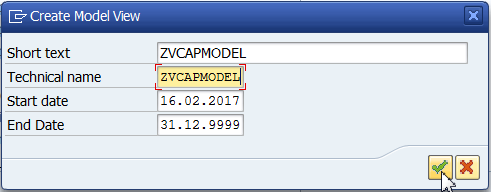 Create Model View
Short text ZVCAPMODEL
Technical name ZVCAPMODEL
Start date 16.02.2017
End Date 31.12.9999